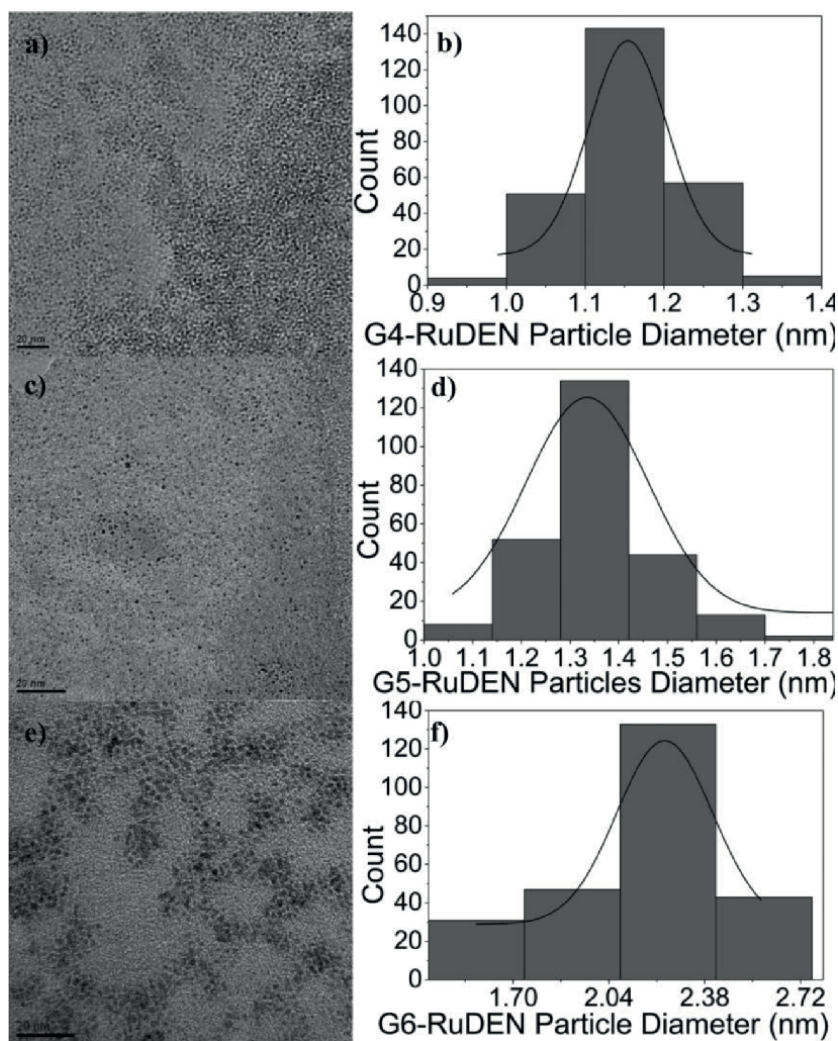 a)
20 nm
b)
Count
140
120
100
80
60
40
20
0
0.9 1.0 1.1 1.2 1.3 1.4
G4-RuDEN Particle Diameter (nm)
c)
20 nm
d)
Count
140
120
100
80
60
40
20
0
1.0 1.1 1.2 1.3 1.4 1.5 1.6 1.7 1.8
G5-RuDEN Particles Diameter (nm)
e)
20 nm
f)
Count
140
120
100
80
60
40
20
0
1.70 2.04 2.38 2.72
G6-RuDEN Particle Diameter (nm)